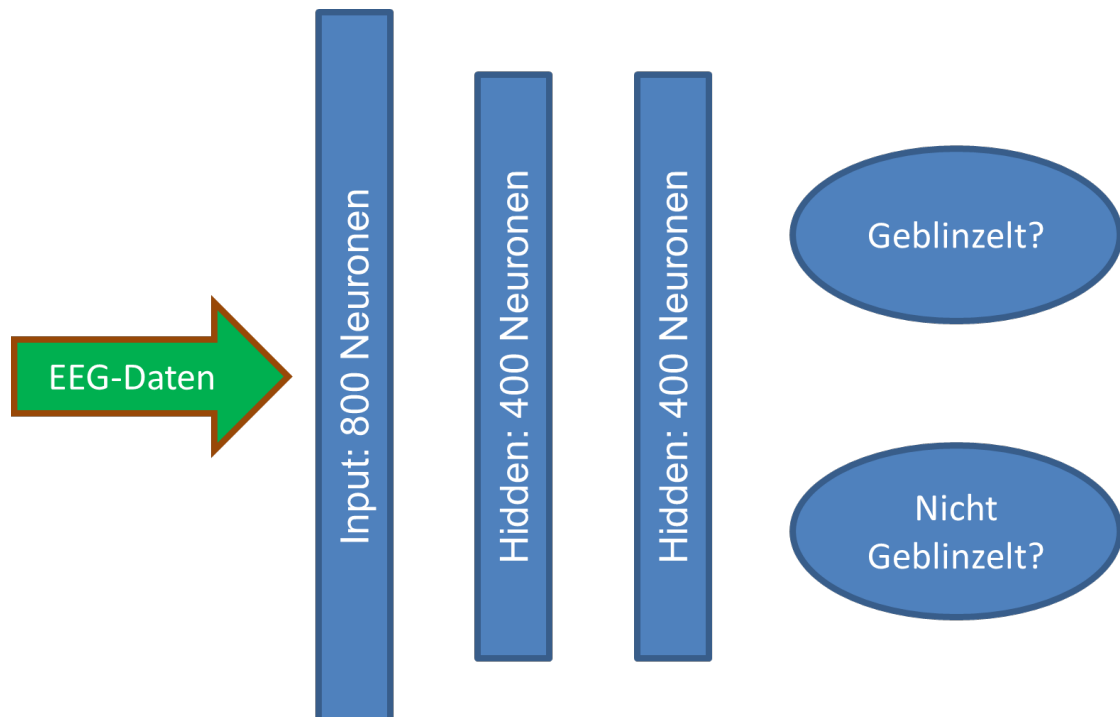 EEG-Daten
Input: 800 Neuronen
Hidden: 400 Neuronen
Hidden: 400 Neuronen
Geblinzelt?
Nicht
Geblinzelt?